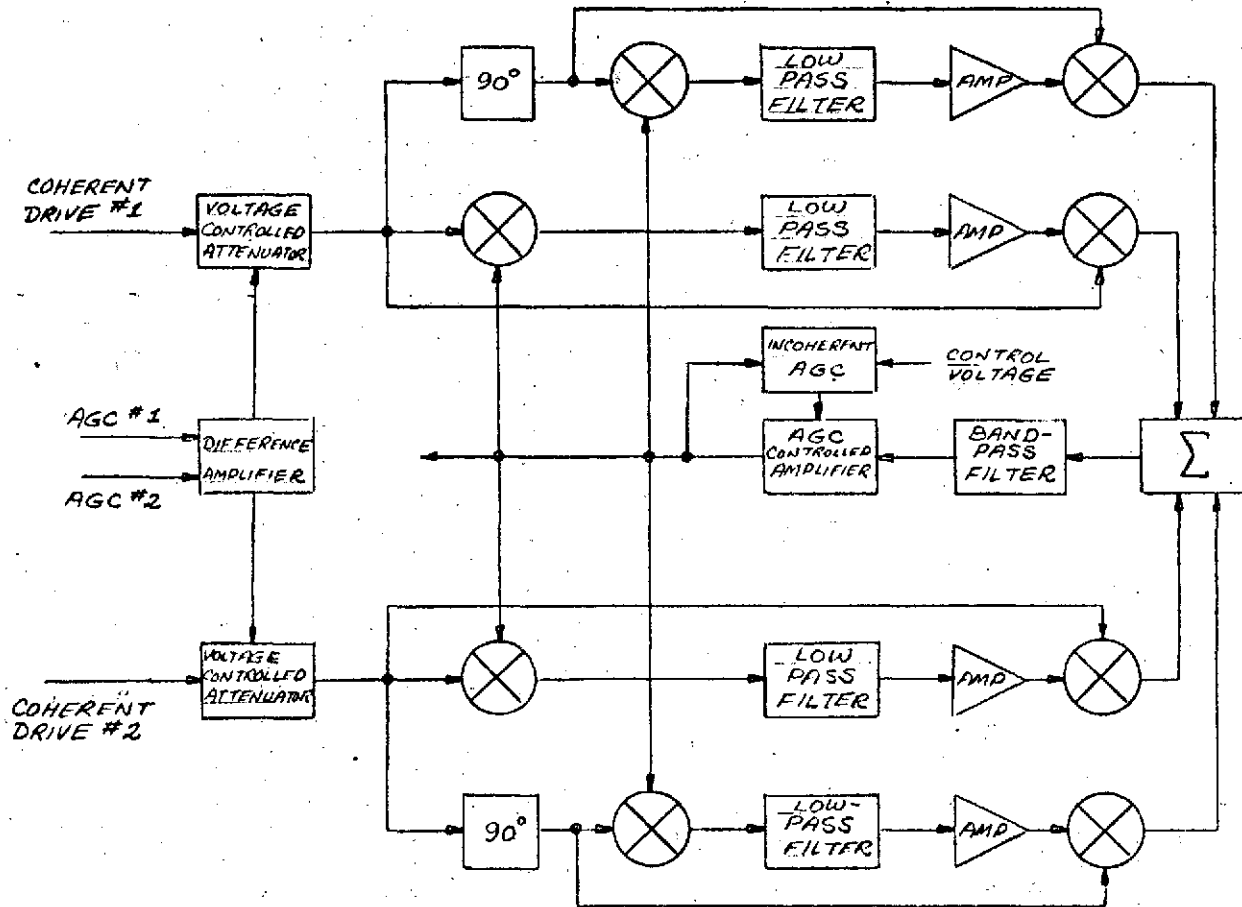 90°
LOW
PASS
FILTER
AMP
COHERENT
DRIVE #1
VOLTAGE
CONTROLLED
ATTENUATOR
LOW
PASS
FILTER
AMP
INCOHERENT
AGC
CONTROL
VOLTAGE
AGC #1
DIFFERENCE
AMPLIFIER
AGC #2
AGC
CONTROLLED
AMPLIFIER
BAND-
PASS
FILTER
Σ
VOLTAGE
CONTROLLED
ATTENUATOR
COHERENT
DRIVE #2
LOW
PASS
FILTER
AMP
90°
LOW-
PASS
FILTER
AMP